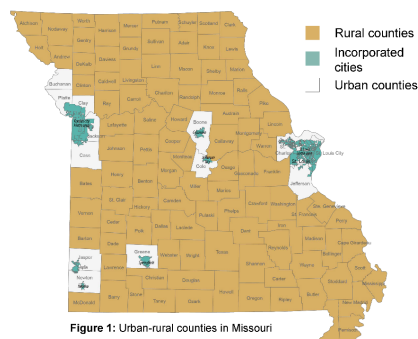 Rural counties
Incorporated
cities
Urban counties
Atchison
Nodaway
Worth
Harrison
Mercer
Putnam
Schuyler
Scotland
Clark
Holt
Gentry
Grundy
Sullivan
Adair
Knox
Lewis
Andrew
DeKalb
Daviess
Linn
Macon
Shelby
Marion
Buchanan
Caldwell
Livingston
Chariton
Randolph
Monroe
Ralls
Pike
Platte
Clay
Ray
Carroll
Saline
Howard
Boone
Audrain
Lincoln
Jackson
Lafayette
Callaway
Montgomery
Warren
Cass
Johnson
Pettis
Cooper
Cole
Osage
Gasconade
Franklin
Louis City
Jefferson
Bates
Henry
Benton
Morgan
Miller
Maries
Vernon
St. Clair
Hickory
Camden
Pulaski
Phelps
Crawford
Washington
St. Francois
Ste. Genevieve
Perry
Barton
Cedar
Polk
Dallas
Laclede
Dent
Iron
Madison
Cape Girardeau
Jasper
Dade
Greene
Webster
Wright
Texas
Shannon
Reynolds
Wayne
Bollinger
Newton
Lawrence
Christian
Douglas
Howell
Oregon
Carter
Ripley
Butler
Stoddard
McDonald
Barry
Stone
Taney
Ozark
New Madrid
Pemiscot
Figure 1: Urban-rural counties in Missouri